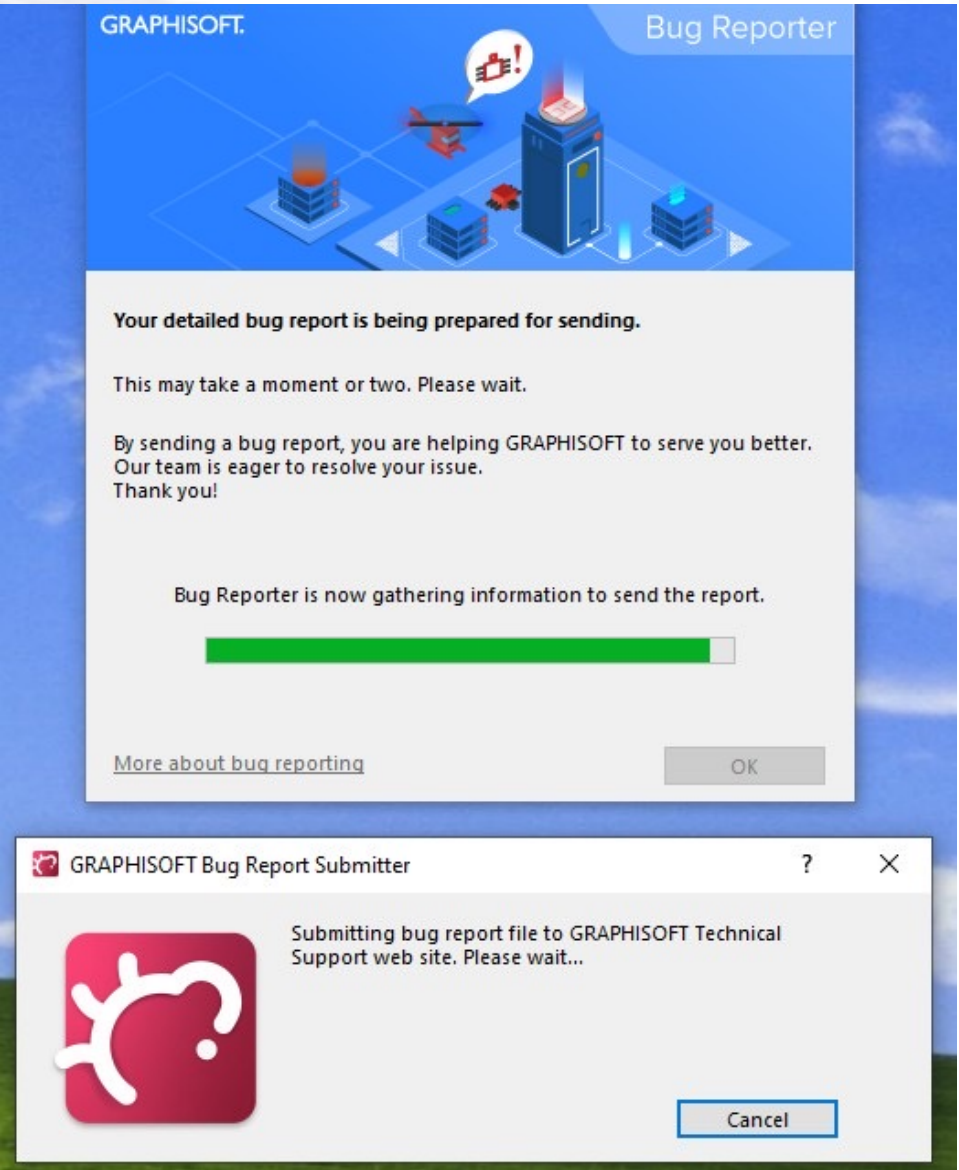 GRAPHISOFT.
Bug Reporter
Your detailed bug report is being prepared for sending.
This may take a moment or two. Please wait.
By sending a bug report, you are helping GRAPHISOFT to serve you better.
Our team is eager to resolve your issue.
Thank you!
Bug Reporter is now gathering information to send the report.
More about bug reporting
OK
GRAPHISOFT Bug Report Submitter
Submitting bug report file to GRAPHISOFT Technical
Support web site. Please wait...
Cancel